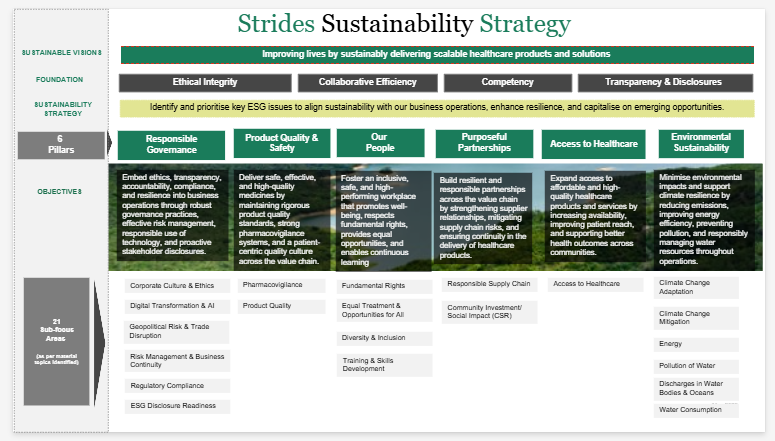 Strides Sustainability Strategy
SUSTAINABLE VISIONS
Improving lives by sustainably delivering scalable healthcare products and solutions
FOUNDATION
Ethical Integrity
Collaborative Efficiency
Competency
Transparency & Disclosures
SUSTAINABILITY
STRATEGY
Identify and prioritise key ESG issues to align sustainability with our business operations, enhance resilience, and capitalise on emerging opportunities.
6
Pillars
Responsible
Governance
Product Quality &
Safety
Our
People
Purposeful
Partnerships
Access to Healthcare
Environmental
Sustainability
OBJECTIVES
Embed ethics, transparency,
accountability, compliance,
and resilience into business
operations through robust
governance practices,
effective risk management,
responsible use of
technology, and proactive
stakeholder disclosures.
Deliver safe, effective,
and high-quality
medicines by
maintaining rigorous
product quality
standards, strong
pharmacovigilance
systems, and a patient-
centric quality culture
across the value chain.
Foster an inclusive,
safe, and high-
performing workplace
that promotes well-
being, respects
fundamental rights,
provides equal
opportunities, and
enables continuous
learning
Build resilient and
responsible partnerships
across the value chain
by strengthening supplier
relationships, mitigating
supply chain risks, and
ensuring continuity in the
delivery of healthcare
products.
Expand access to
affordable and high-
quality healthcare
products and services by
increasing availability,
improving patient reach,
and supporting better
health outcomes across
communities.
Minimise environmental
impacts and support
climate resilience by
reducing emissions,
improving energy
efficiency, preventing
pollution, and responsibly
managing water
resources throughout
operations.
21
Sub-focus
Areas
(as per material
topics identified)
Corporate Culture & Ethics
Digital Transformation & AI
Geopolitical Risk & Trade
Disruption
Risk Management & Business
Continuity
Regulatory Compliance
ESG Disclosure Readiness
Pharmacovigilance
Product Quality
Fundamental Rights
Equal Treatment &
Opportunities for All
Diversity & Inclusion
Training & Skills
Development
Responsible Supply Chain
Community Investment/
Social Impact (CSR)
Access to Healthcare
Climate Change
Adaptation
Climate Change
Mitigation
Energy
Pollution of Water
Discharges in Water
Bodies & Oceans
Water Consumption